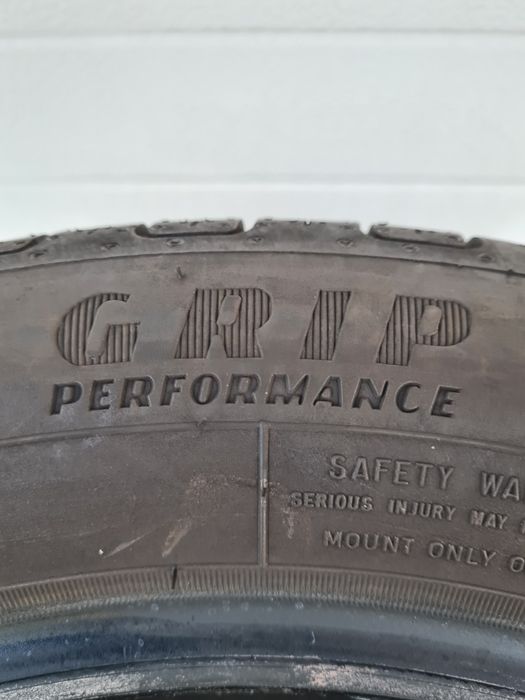 GRIP
PERFORMANCE
SAFETY
SERIOUS INJURY MAY
MOUNT ONLY